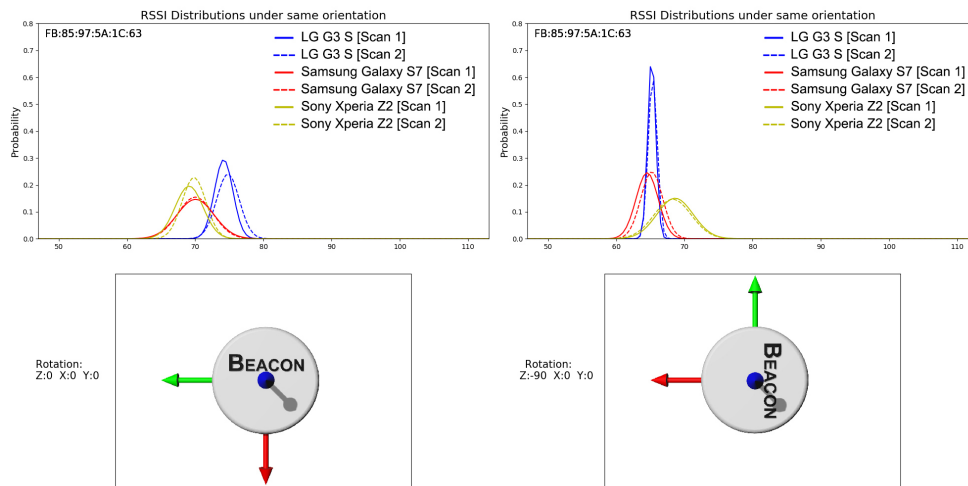 RSSI Distributions under same orientation
0.8
0.7
0.6
0.5
0.4
0.3
0.2
0.1
0.0
Probability
FB:85:97:5A:1C:63
LG G3 S [Scan 1]
LG G3 S [Scan 2]
Samsung Galaxy S7 [Scan 1]
Samsung Galaxy S7 [Scan 2]
Sony Xperia Z2 [Scan 1]
Sony Xperia Z2 [Scan 2]
50 60 70 80 90 100 110
RSSI Distributions under same orientation
0.8
0.7
0.6
0.5
0.4
0.3
0.2
0.1
0.0
Probability
FB:85:97:5A:1C:63
LG G3 S [Scan 1]
LG G3 S [Scan 2]
Samsung Galaxy S7 [Scan 1]
Samsung Galaxy S7 [Scan 2]
Sony Xperia Z2 [Scan 1]
Sony Xperia Z2 [Scan 2]
50 60 70 80 90 100 110
Rotation:
Z:0 X:0 Y:0
BEACON
Rotation:
Z:-90 X:0 Y:0
BEACON